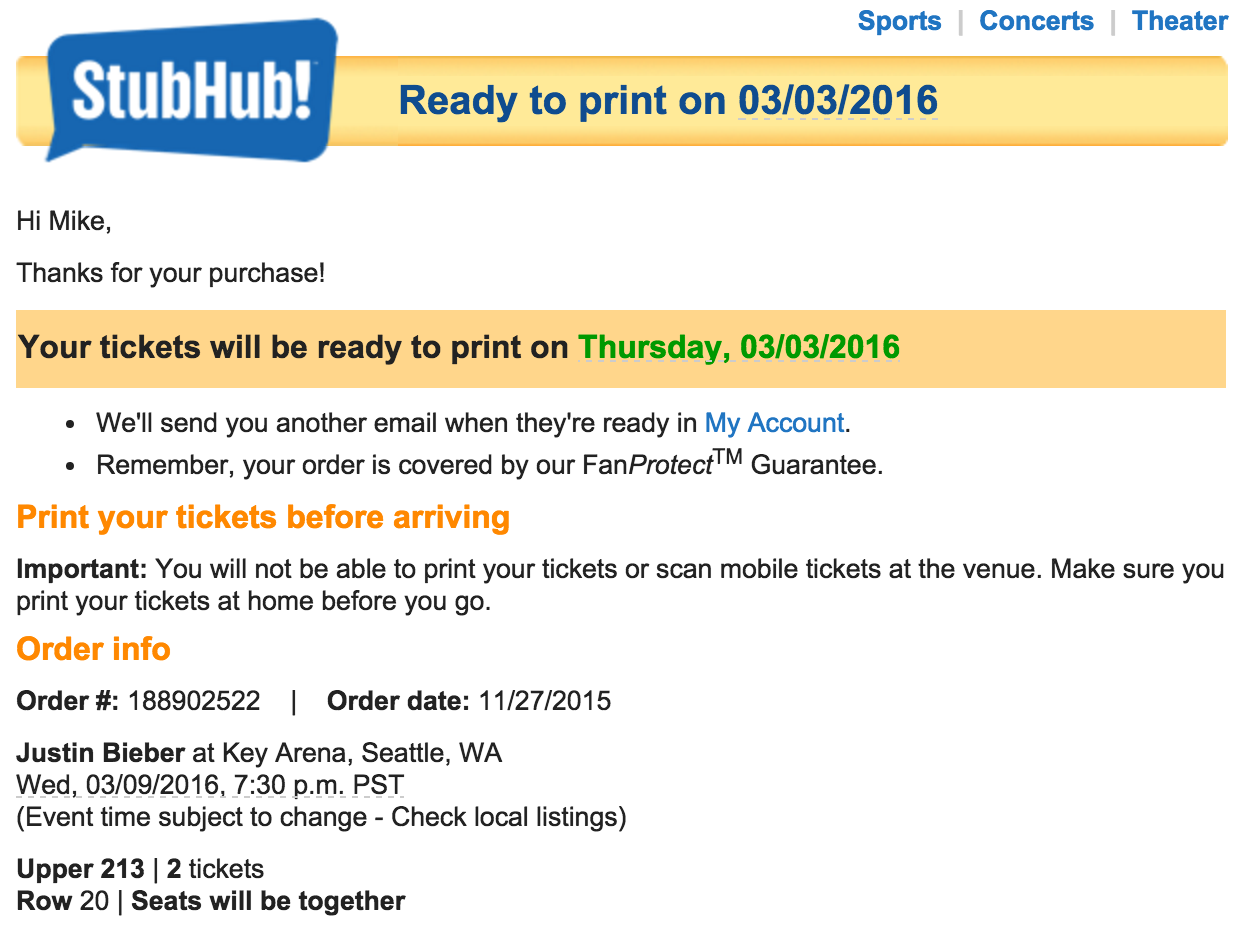 Sports | Concerts | Theater
StubHub!
Ready to print on 03/03/2016
Hi Mike,
Thanks for your purchase!
Your tickets will be ready to print on Thursday, 03/03/2016
• We'll send you another email when they're ready in My Account.
• Remember, your order is covered by our FanProtect™ Guarantee.
Print your tickets before arriving
Important: You will not be able to print your tickets or scan mobile tickets at the venue. Make sure you
print your tickets at home before you go.
Order info
Order #: 188902522 | Order date: 11/27/2015
Justin Bieber at Key Arena, Seattle, WA
Wed, 03/09/2016, 7:30 p.m. PST
(Event time subject to change - Check local listings)
Upper 213 | 2 tickets
Row 20 | Seats will be together